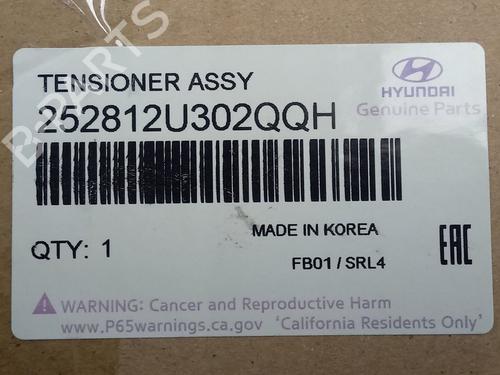 B-PARTS
TENSIONER ASSY
HYUNDAI
252812U302QQH
Genuine Parts
MADE IN KOREA
QTY: 1
FB01 / SRL4
EAC
WARNING: Cancer and Reproductive Harm
www.P65warnings.ca.gov 'California Residents Only'